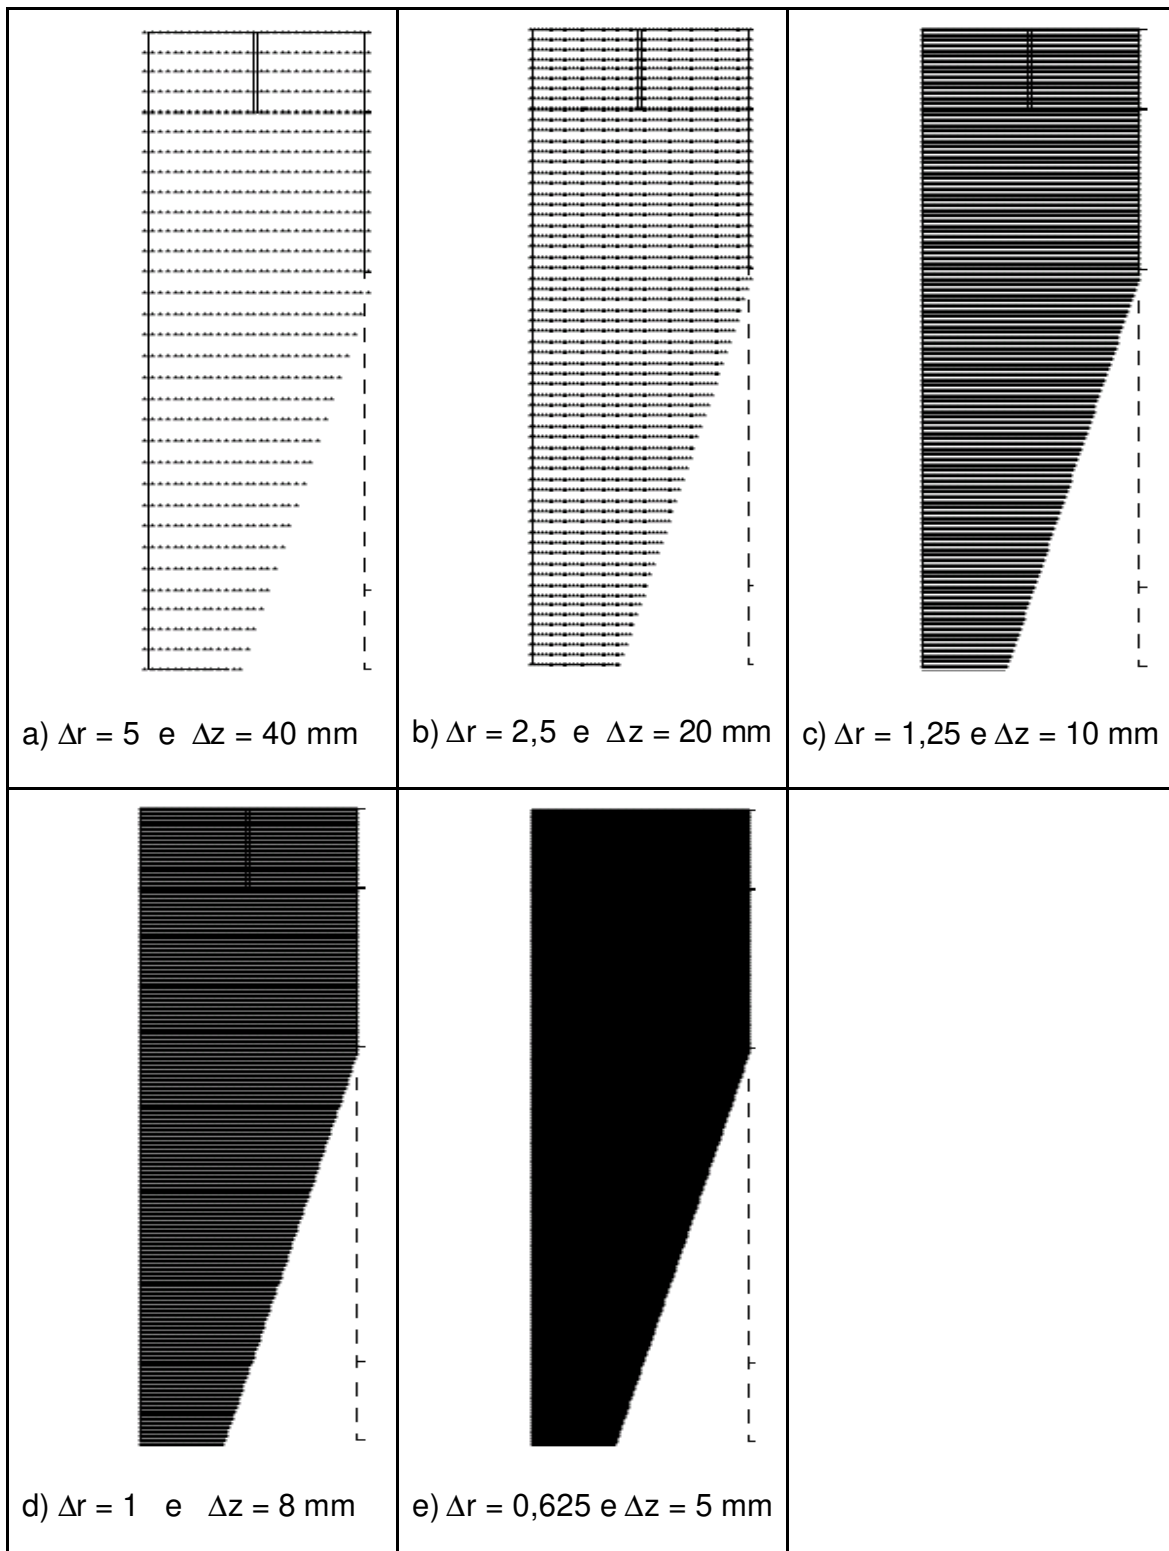 a) Δr = 5 e Δz = 40 mm
b) Δr = 2,5 e Δz = 20 mm
c) Δr = 1,25 e Δz = 10 mm
d) Δr = 1 e Δz = 8 mm
e) Δr = 0,625 e Δz = 5 mm